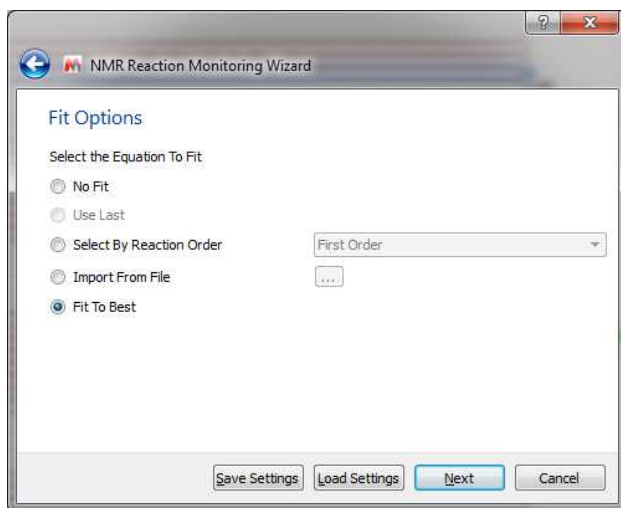 ?
X
NMR Reaction Monitoring Wizard
Fit Options
Select the Equation To Fit
No Fit
Use Last
Select By Reaction Order First Order
Import From File ...
Fit To Best
Save Settings Load Settings Next Cancel